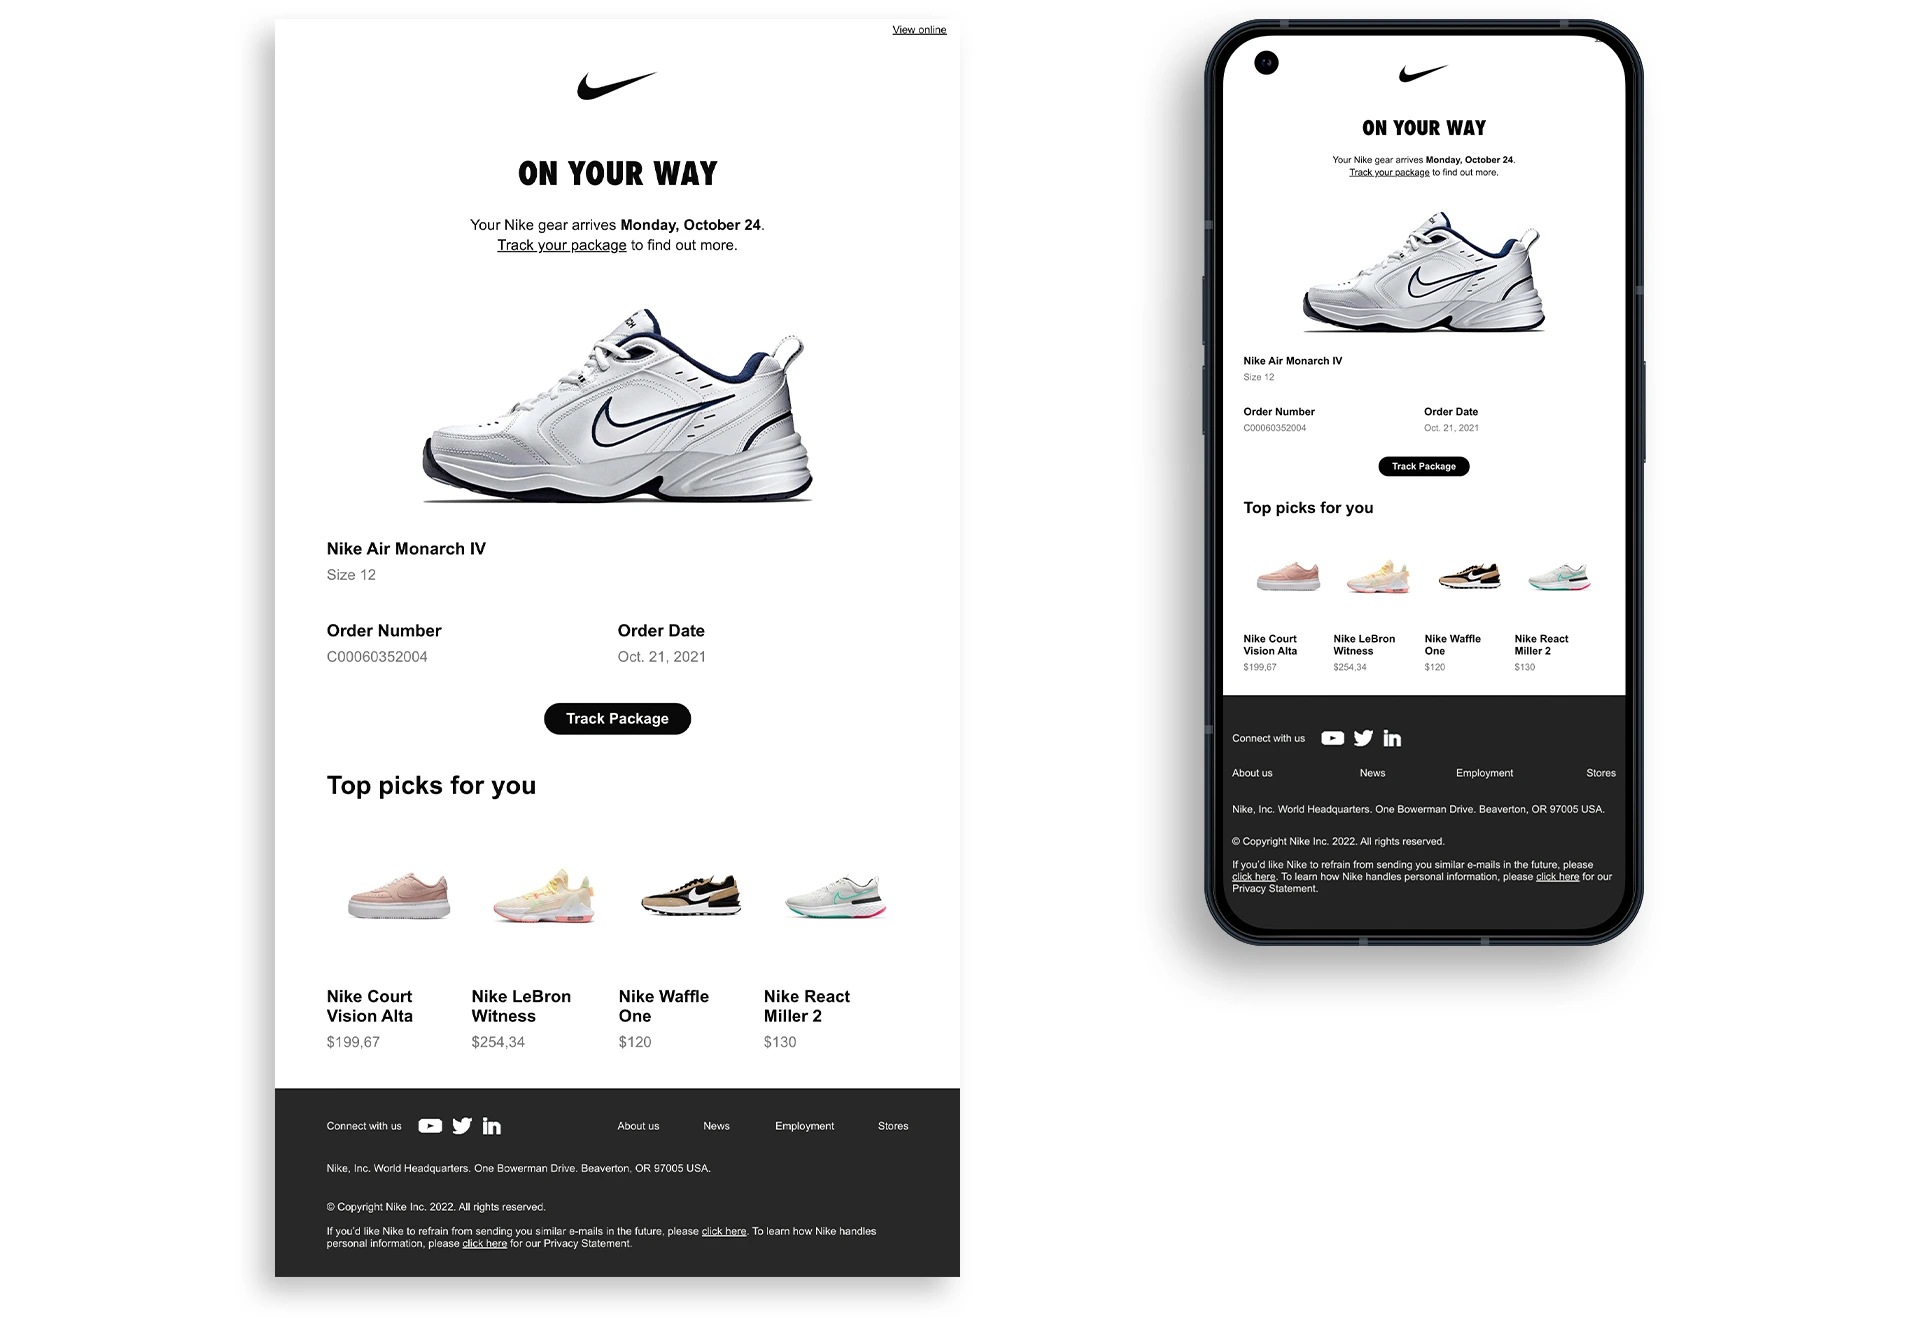 View online
ON YOUR WAY
Your Nike gear arrives Monday, October 24.
Track your package to find out more.
Nike Air Monarch IV
Size 12
Order Number
Order Date
C00060352004
Oct. 21, 2021
Track Package
Top picks for you
Nike Court
Vision Alta
$199,67
Nike LeBron
Witness
$254,34
Nike Waffle
One
$120
Nike React
Miller 2
$130
Connect with us
About us
News
Employment
Stores
Nike, Inc. World Headquarters. One Bowerman Drive. Beaverton, OR 97005 USA.
© Copyright Nike Inc. 2022. All rights reserved.
If you'd like Nike to refrain from sending you similar e-mails in the future, please click here. To learn how Nike handles
personal information, please click here for our Privacy Statement.
ON YOUR WAY
Your Nike gear arrives Monday, October 24.
Track your package to find out more.
Nike Air Monarch IV
Size 12
Order Number
Order Date
C00060352004
Oct. 21, 2021
Track Package
Top picks for you
Nike Court
Vision Alta
$199,67
Nike LeBron
Witness
$254,34
Nike Waffle
One
$120
Nike React
Miller 2
$130
Connect with us
About us
News
Employment
Stores
Nike, Inc. World Headquarters. One Bowerman Drive. Beaverton, OR 97005 USA.
© Copyright Nike Inc. 2022. All rights reserved.
If you'd like Nike to refrain from sending you similar e-mails in the future, please
click here. To learn how Nike handles personal information, please click here for our
Privacy Statement.